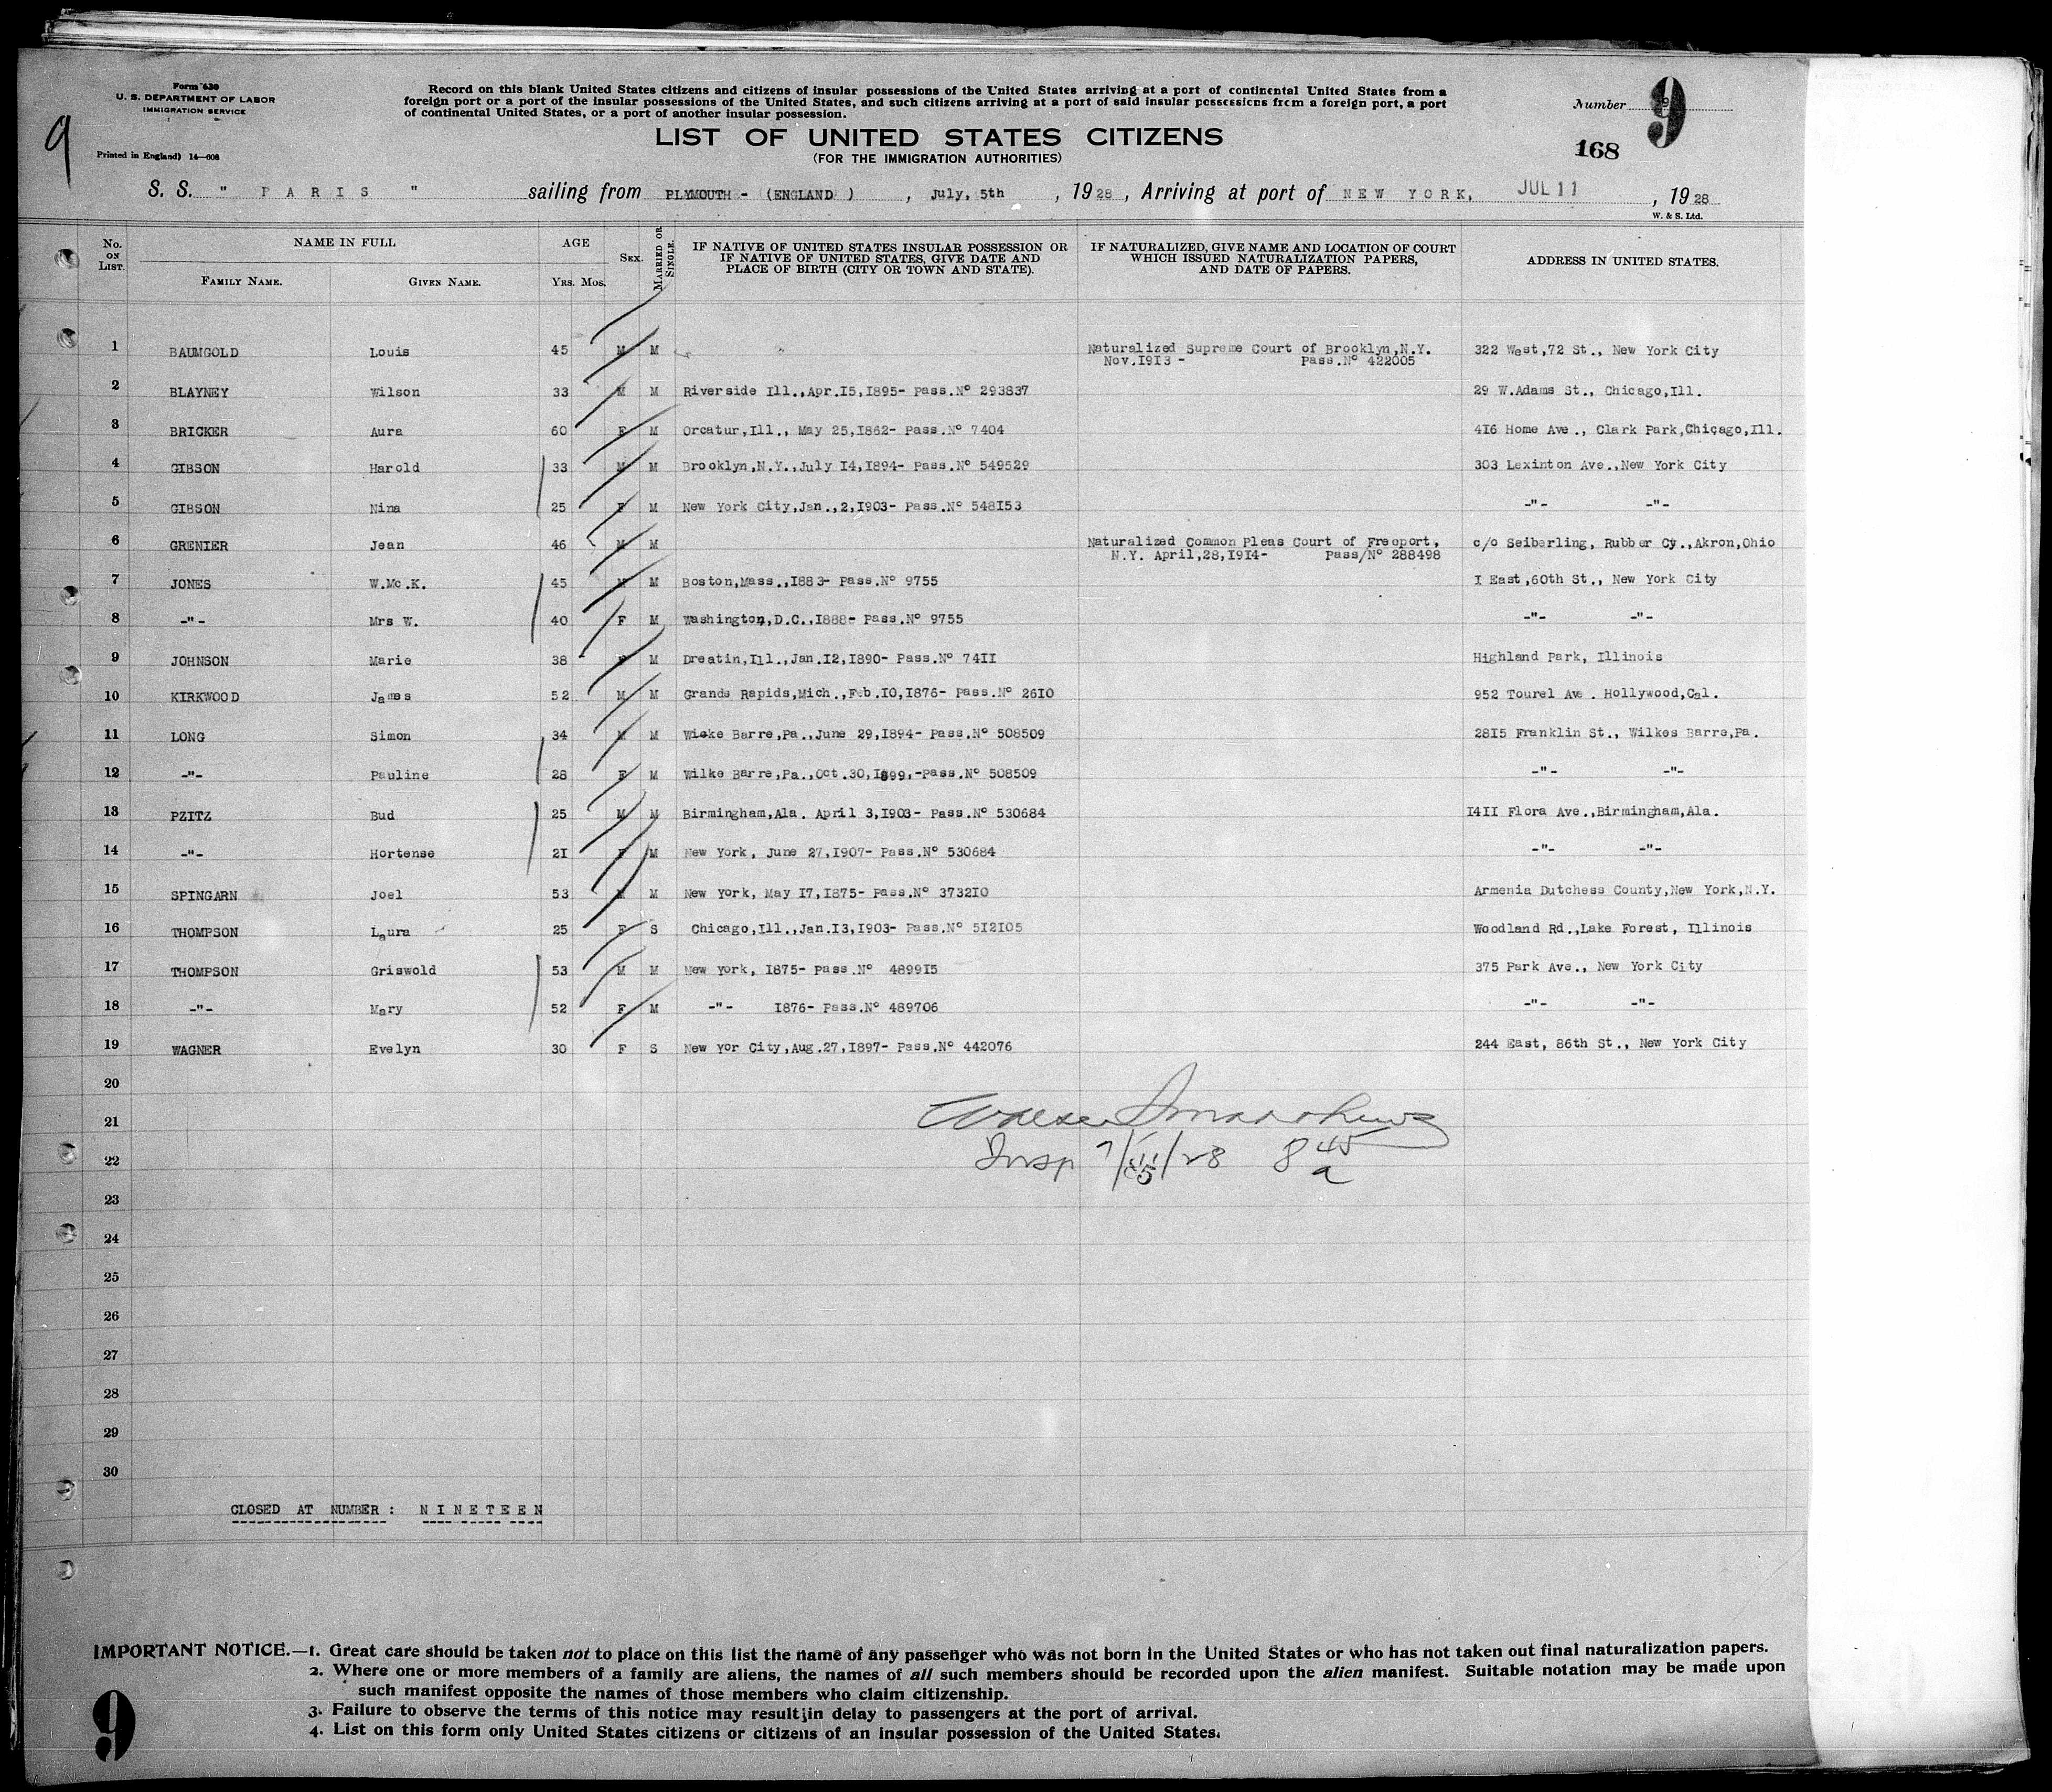 Form 630
U. S. DEPARTMENT OF LABOR
IMMIGRATION SERVICE
9
Printed in England) 14—608
Record on this blank United States citizens and citizens of insular possessions of the United States arriving at a port of continental United States from a
foreign port or a port of the insular possessions of the United States, and such citizens arriving at a port of said insular possessions from a foreign port, a port
of continental United States, or a port of another insular possession.
LIST OF UNITED STATES CITIZENS
(FOR THE IMMIGRATION AUTHORITIES)
Number 9
168
S. S. " PARIS " sailing from PLYMOUTH - (ENGLAND ) , July, 5th , 1928 , Arriving at port of NEW YORK, JUL 11 , 1928
W. & S. Ltd.
No. ON LIST. NAME IN FULL AGE SEX. MARRIED OR SINGLE. IF NATIVE OF UNITED STATES INSULAR POSSESSION OR IF NATIVE OF UNITED STATES, GIVE DATE AND PLACE OF BIRTH (CITY OR TOWN AND STATE). IF NATURALIZED, GIVE NAME AND LOCATION OF COURT WHICH ISSUED NATURALIZATION PAPERS, AND DATE OF PAPERS. ADDRESS IN UNITED STATES.
FAMILY NAME. GIVEN NAME. YRS. MOS.
1 BAUMGOLD Louis 45 M M Naturalized Supreme Court of Brooklyn,N.Y. 322 West,72 St., New York City
Nov.1913 - Pass.Nº 422005
2 BLAYNEY Wilson 33 M M Riverside Ill.,Apr.15,1895- Pass.Nº 293837 29 W.Adams St., Chicago,Ill.
3 BRICKER Aura 60 F M Orcatur,Ill., May 25,1862- Pass.Nº 7404 416 Home Ave., Clark Park,Chicago,Ill.
4 GIBSON Harold 33 M M Brooklyn,N.Y.,July 14,1894- Pass.Nº 549529 303 Lexinton Ave.,New York City
5 GIBSON Nina 25 F M New York City,Jan.,2,1903- Pass.Nº 548153 -"- -"-
6 GRENIER Jean 46 M M Naturalized Common Pleas Court of Freeport, c/o Seiberling, Rubber Cy.,Akron,Ohio
N.Y. April,28,1914- Pass/Nº 288498
7 JONES W.Mc.K. 45 M M Boston,Mass.,1883- Pass.Nº 9755 1 East,60th St., New York City
8 -"- Mrs W. 40 F M Washington,D.C.,1888- Pass.Nº 9755 -"- -"-
9 JOHNSON Marie 38 F M Dreatin,Ill.,Jan.12,1890- Pass.Nº 7411 Highland Park, Illinois
10 KIRKWOOD James 52 M M Grands Rapids,Mich.,Feb.10,1876- Pass.Nº 2610 952 Tourel Ave. Hollywood,Cal.
11 LONG Simon 34 M M Wieke Barre,Pa.,June 29,1894- Pass.Nº 508509 2815 Franklin St., Wilkes Barre,Pa.
12 -"- Pauline 28 F M Wilke Barre,Pa.,Oct.30,1899,-Pass.Nº 508509 -"- -"-
13 PZITZ Bud 25 M M Birmingham,Ala. April 3,1903- Pass.Nº 530684 1411 Flora Ave.,Birmingham,Ala.
14 -"- Hortense 21 F M New York, June 27,1907- Pass.Nº 530684 -"- -"-
15 SPINGARN Joel 53 M M New York, May 17,1875- Pass.Nº 373210 Armenia Dutchess County,New York,N.Y.
16 THOMPSON Laura 25 F S Chicago,Ill.,Jan.13,1903- Pass.Nº 512105 Woodland Rd.,Lake Forest, Illinois
17 THOMPSON Griswold 53 M M New York, 1875- Pass.Nº 489915 375 Park Ave., New York City
18 -"- Mary 52 F M -"- 1876- Pass.Nº 489706 -"- -"-
19 WAGNER Evelyn 30 F S New Yor City,Aug.27,1897- Pass.Nº 442076 244 East, 86th St., New York City
20
21
22 Insp 7/11/28 8 45 a
23
24
25
26
27
28
29
30
CLOSED AT NUMBER : NINETEEN
IMPORTANT NOTICE.—1. Great care should be taken not to place on this list the name of any passenger who was not born in the United States or who has not taken out final naturalization papers.
2. Where one or more members of a family are aliens, the names of all such members should be recorded upon the alien manifest. Suitable notation may be made upon
such manifest opposite the names of those members who claim citizenship.
3. Failure to observe the terms of this notice may result in delay to passengers at the port of arrival.
4. List on this form only United States citizens or citizens of an insular possession of the United States.
9